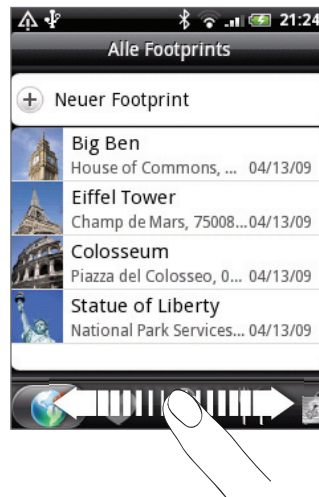 21:24
Alle Footprints
Neuer Footprint
Big Ben
House of Commons, ... 04/13/09
Eiffel Tower
Champ de Mars, 75008... 04/13/09
Colosseum
Piazza del Colosseo, 0... 04/13/09
Statue of Liberty
National Park Services... 04/13/09